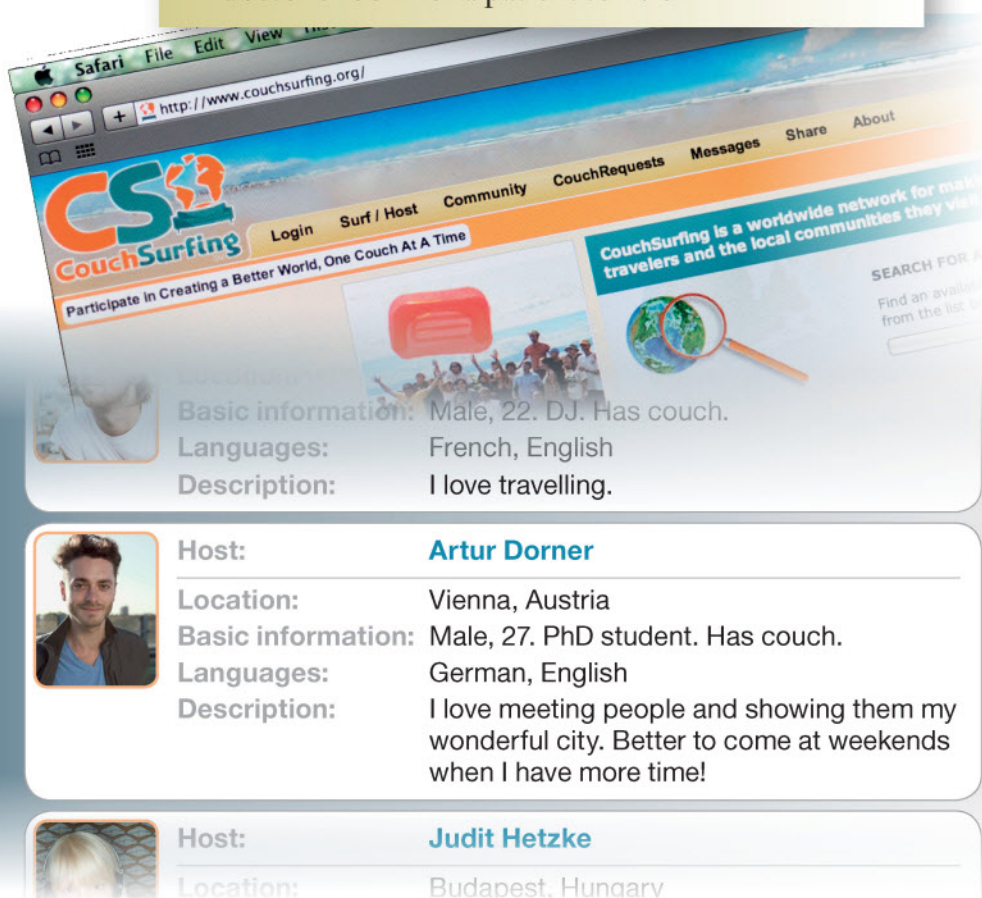 Safari File Edit View
http://www.couchsurfing.org/
CS
CouchSurfing
Login Surf / Host Community CouchRequests Messages Share About
Participate in Creating a Better World, One Couch At A Time
CouchSurfing is a worldwide network for
travelers and the local communities they visit
SEARCH FOR A
Find an
from the list
Location:
Basic information: Male, 22. DJ. Has couch.
Languages: French, English
Description: I love travelling.
Host: Artur Dorner
Location: Vienna, Austria
Basic information: Male, 27. PhD student. Has couch.
Languages: German, English
Description: I love meeting people and showing them my
wonderful city. Better to come at weekends
when I have more time!
Host: Judit Hetzke
Location: Budapest, Hungary